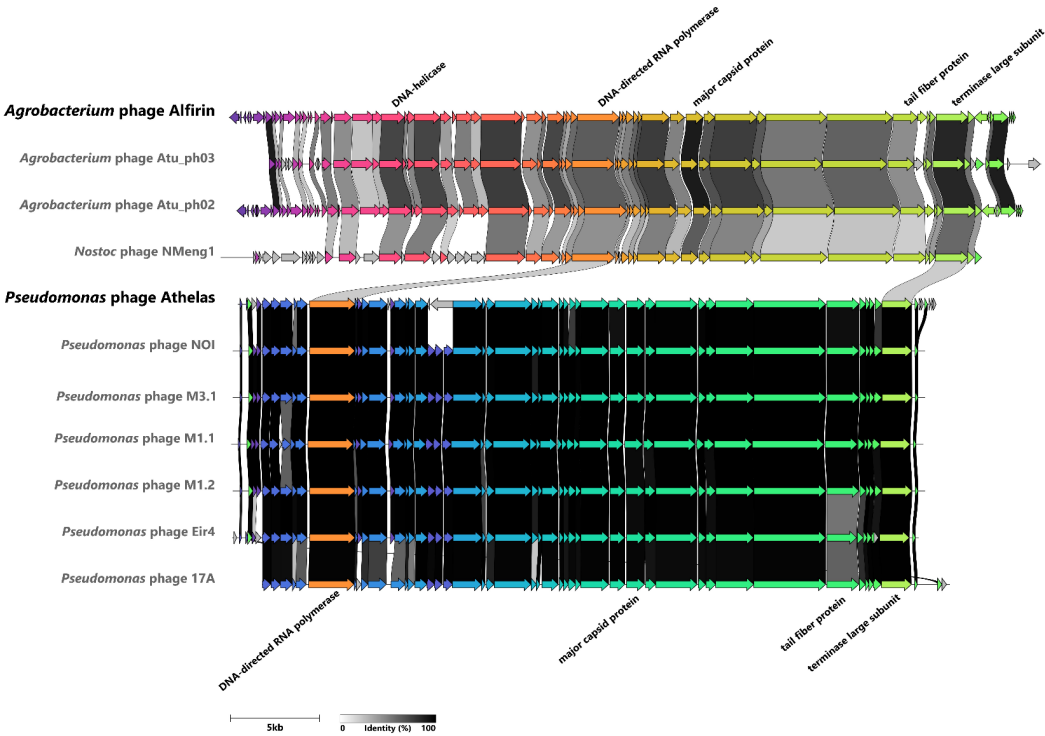 DNA-helicase
DNA-directed RNA polymerase
major capsid protein
tail fiber protein
terminase large subunit
Agrobacterium phage Alfirin
Agrobacterium phage Atu_ph03
Agrobacterium phage Atu_ph02
Nostoc phage NMeng1
Pseudomonas phage Athelas
Pseudomonas phage NOI
Pseudomonas phage M3.1
Pseudomonas phage M1.1
Pseudomonas phage M1.2
Pseudomonas phage Eir4
Pseudomonas phage 17A
DNA-directed RNA polymerase
major capsid protein
tail fiber protein
terminase large subunit
5kb
0 Identity (%) 100